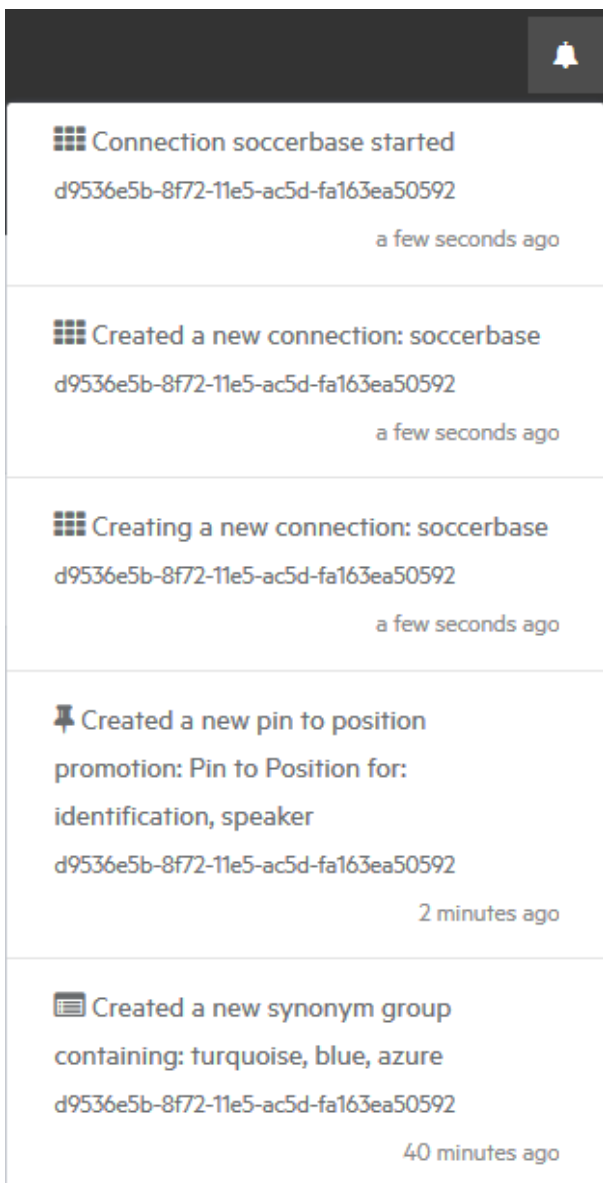 Connection soccerbase started
d9536e5b-8f72-11e5-ac5d-fa163ea50592
a few seconds ago
Created a new connection: soccerbase
d9536e5b-8f72-11e5-ac5d-fa163ea50592
a few seconds ago
Creating a new connection: soccerbase
d9536e5b-8f72-11e5-ac5d-fa163ea50592
a few seconds ago
Created a new pin to position
promotion: Pin to Position for:
identification, speaker
d9536e5b-8f72-11e5-ac5d-fa163ea50592
2 minutes ago
Created a new synonym group
containing: turquoise, blue, azure
d9536e5b-8f72-11e5-ac5d-fa163ea50592
40 minutes ago